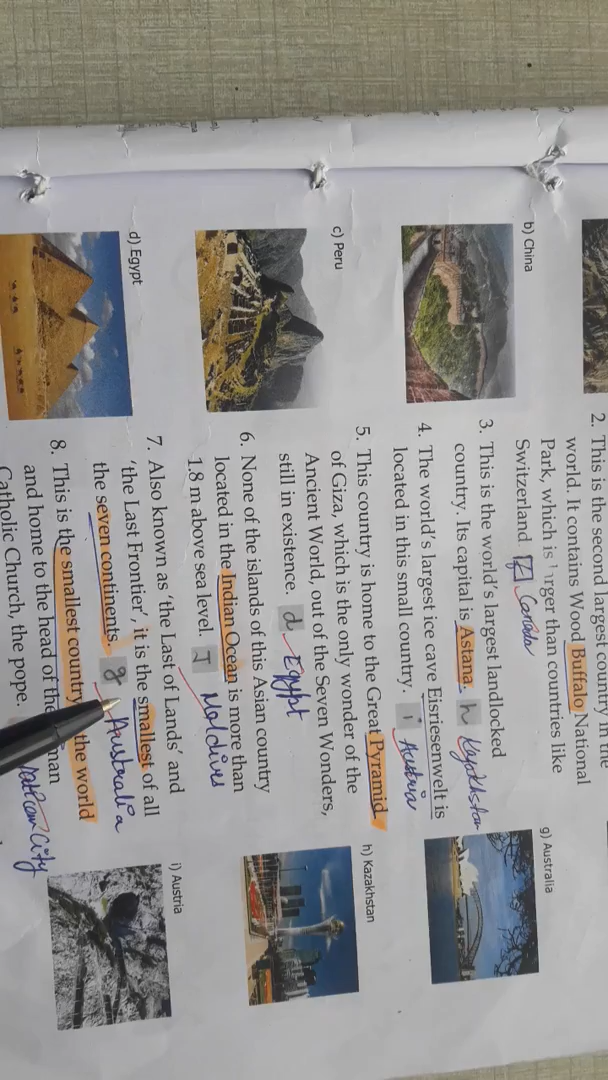 b) China
c) Peru
d) Egypt
2. This is the second largest country in the
world. It contains Wood Buffalo National
Park, which is larger than countries like
Switzerland Canada
3. This is the world's largest landlocked
country. Its capital is Astana. h
4. The world's largest ice cave Eisriesenwelt is
located in this small country. i Austria
5. This country is home to the Great Pyramid
of Giza, which is the only wonder of the
Ancient World, out of the Seven Wonders,
still in existence. d Egypt
6. None of the islands of this Asian country
located in the Indian Ocean is more than
1.8 m above sea level. J Maldives
7. Also known as 'the Last of Lands' and
'the Last Frontier', it is the smallest of all
the seven continents. g Australia
8. This is the smallest country the world
and home to the head of the man
Catholic Church, the pope. City
g) Australia
h) Kazakhstan
i) Austria